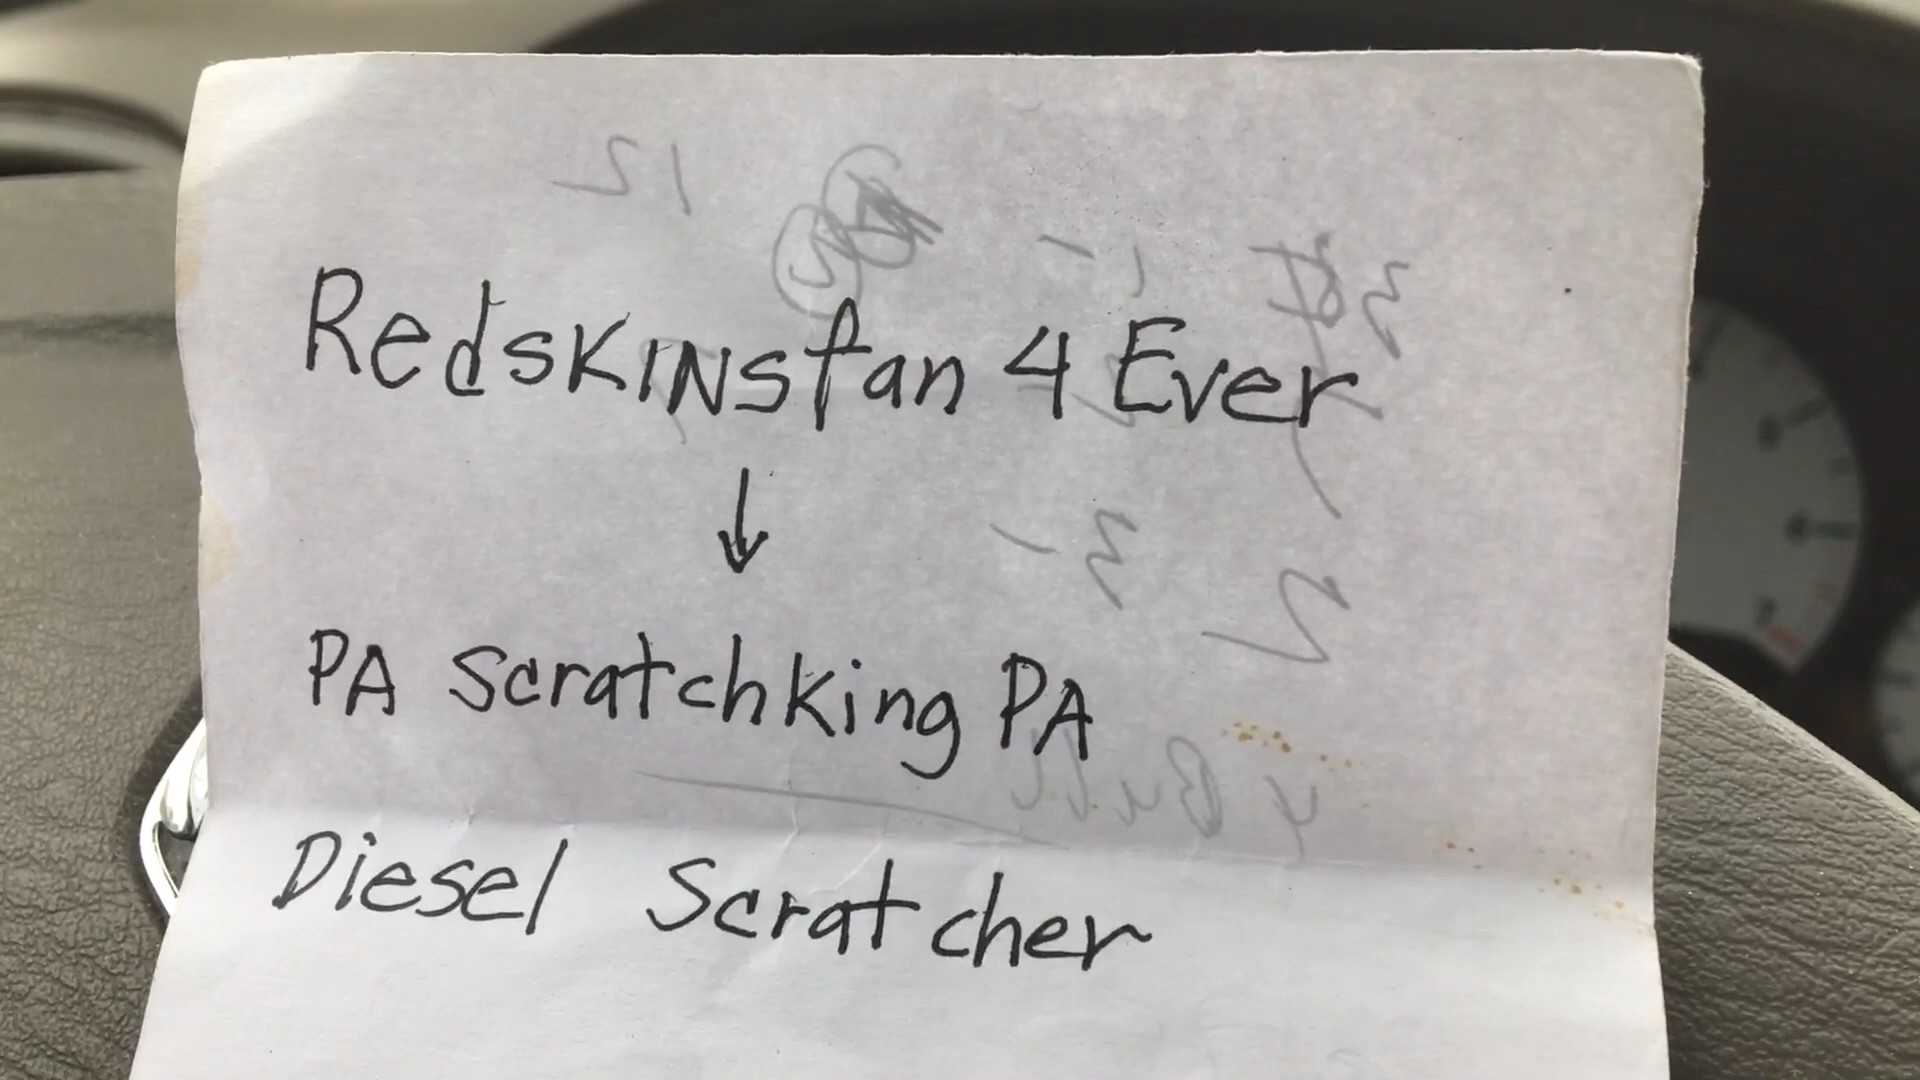 RedskINsfan 4 Ever
↓
PA scratchking PA
Diesel Scratcher